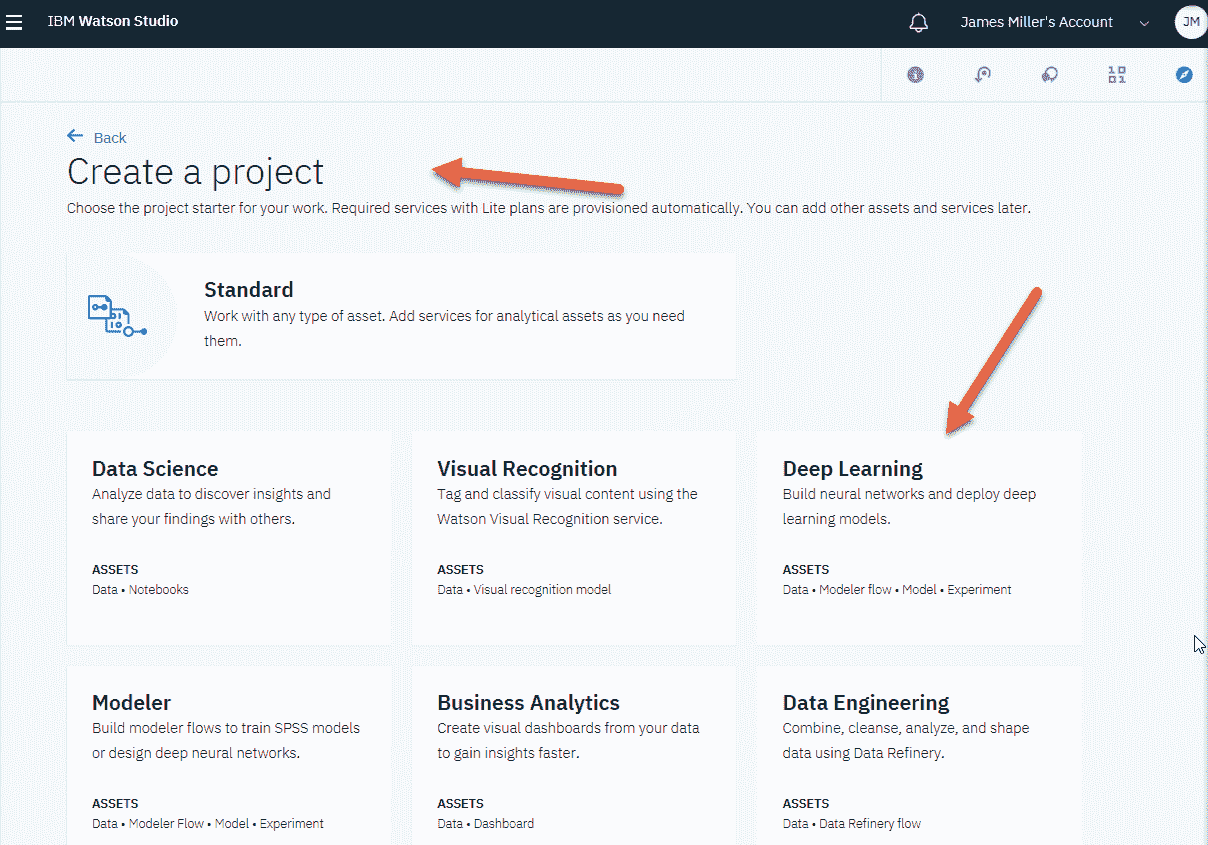 IBM Watson Studio
James Miller's Account
JM
Back
Create a project
Choose the project starter for your work. Required services with Lite plans are provisioned automatically. You can add other assets and services later.
Standard
Work with any type of asset. Add services for analytical assets as you need
them.
Data Science
Analyze data to discover insights and
share your findings with others.
ASSETS
Data • Notebooks
Visual Recognition
Tag and classify visual content using the
Watson Visual Recognition service.
ASSETS
Data • Visual recognition model
Deep Learning
Build neural networks and deploy deep
learning models.
ASSETS
Data • Modeler flow • Model • Experiment
Modeler
Build modeler flows to train SPSS models
or design deep neural networks.
ASSETS
Data • Modeler Flow • Model • Experiment
Business Analytics
Create visual dashboards from your data
to gain insights faster.
ASSETS
Data • Dashboard
Data Engineering
Combine, cleanse, analyze, and shape
data using Data Refinery.
ASSETS
Data • Data Refinery flow